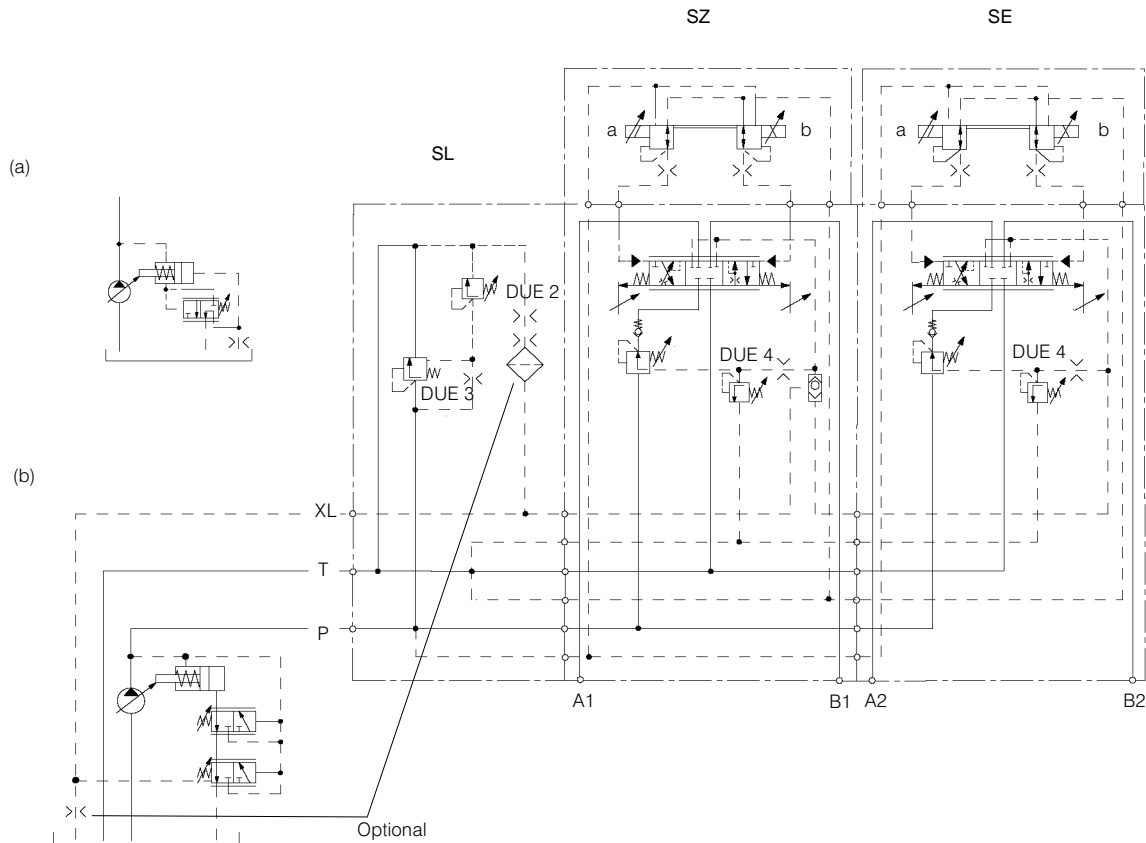 SZ
SE
a
b
a
b
SL
(a)
DUE 2
DUE 3
DUE 4
DUE 4
(b)
XL
T
P
A1
B1
A2
B2
Optional